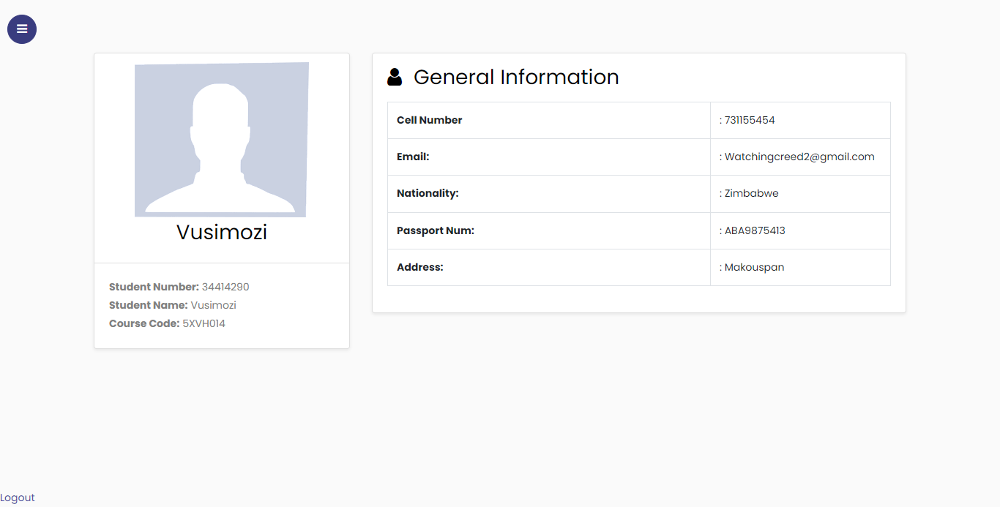 Vusimozi
Student Number: 34414290
Student Name: Vusimozi
Course Code: 5XVH014
General Information
Cell Number : 731155454
Email: : Watchingcreed2@gmail.com
Nationality: : Zimbabwe
Passport Num: : ABA9875413
Address: : Makouspan
Logout